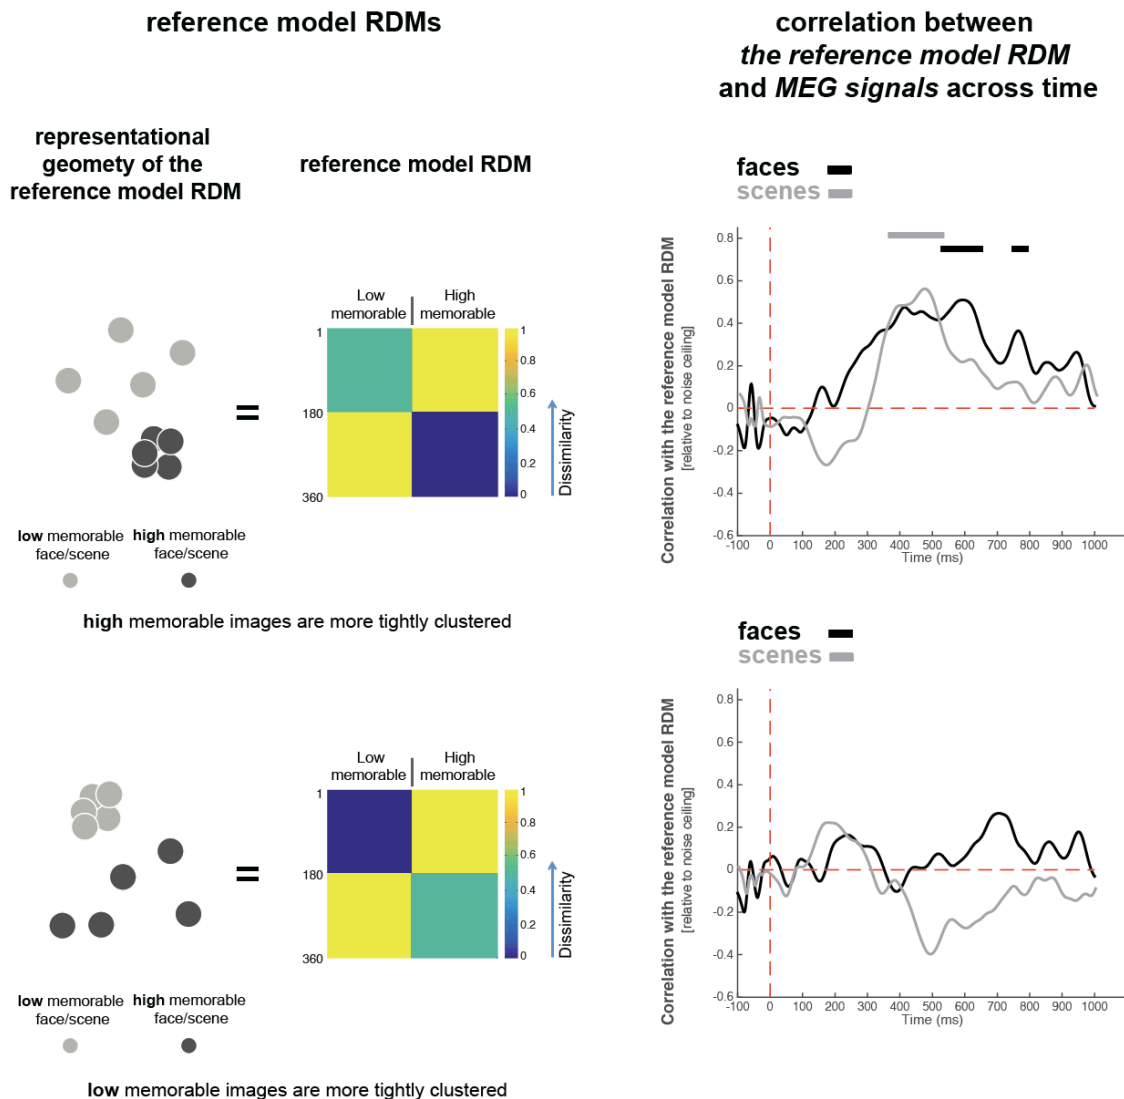 reference model RDMs
correlation between
the reference model RDM
and MEG signals across time
representational
geometry of the
reference model RDM
reference model RDM
faces
scenes
Low
memorable
High
memorable
1
180
360
1
0.8
0.6
0.4
0.2
0
Dissimilarity
=
low memorable
face/scene
high memorable
face/scene
high memorable images are more tightly clustered
Correlation with the reference model RDM
[relative to noise ceiling]
0.8
0.6
0.4
0.2
0
-0.2
-0.4
-0.6
-100 0 100 200 300 400 500 600 700 800 900 1000
Time (ms)
faces
scenes
Low
memorable
High
memorable
1
180
360
1
0.8
0.6
0.4
0.2
0
Dissimilarity
=
low memorable
face/scene
high memorable
face/scene
low memorable images are more tightly clustered
Correlation with the reference model RDM
[relative to noise ceiling]
0.8
0.6
0.4
0.2
0
-0.2
-0.4
-0.6
-100 0 100 200 300 400 500 600 700 800 900 1000
Time (ms)